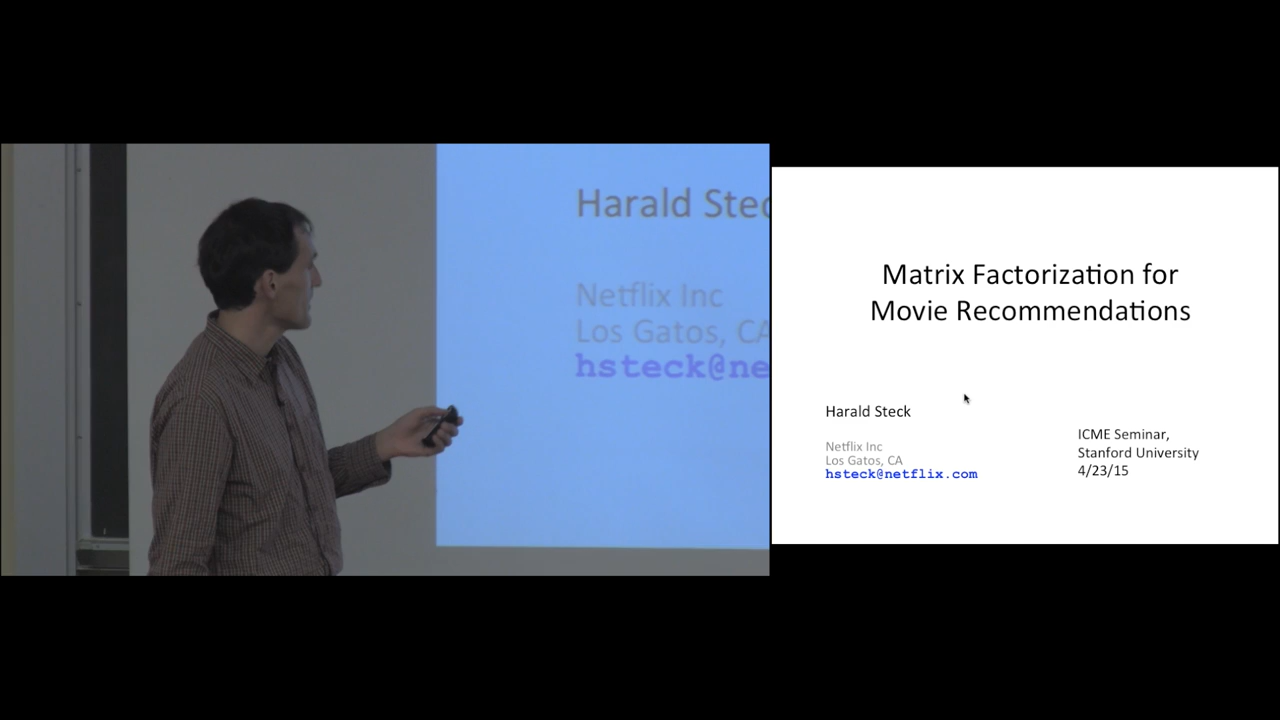 Harald Stec
Netflix Inc
Los Gatos, CA
hsteck@ne
Matrix Factorization for
Movie Recommendations
Harald Steck
Netflix Inc
Los Gatos, CA
hsteck@netflix.com
ICME Seminar,
Stanford University
4/23/15